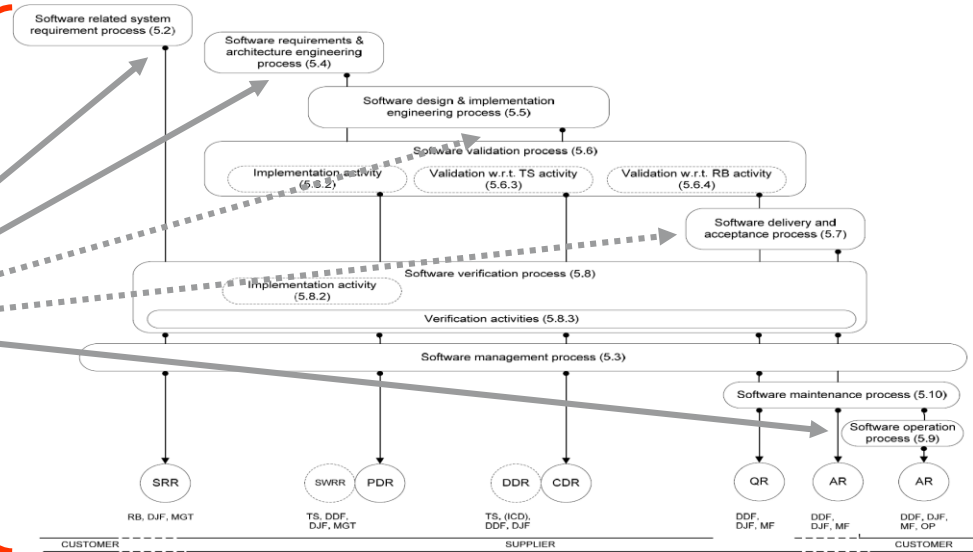 Software related system
requirement process (5.2)
Software requirements &
architecture engineering
process (5.4)
Software design & implementation
engineering process (5.5)
Software validation process (5.6)
Implementation activity
(5.6.2)
Validation w.r.t. TS activity
(5.6.3)
Validation w.r.t. RB activity
(5.6.4)
Software delivery and
acceptance process (5.7)
Software verification process (5.8)
Implementation activity
(5.8.2)
Verification activities (5.8.3)
Software management process (5.3)
Software maintenance process (5.10)
Software operation
process (5.9)
SRR
SWRR
PDR
DDR
CDR
QR
AR
AR
RB, DJF, MGT
TS, DDF,
DJF, MGT
TS, (ICD),
DDF, DJF
DDF,
DJF, MF
DDF,
DJF, MF
DDF, DJF,
MF, OP
CUSTOMER
SUPPLIER
CUSTOMER